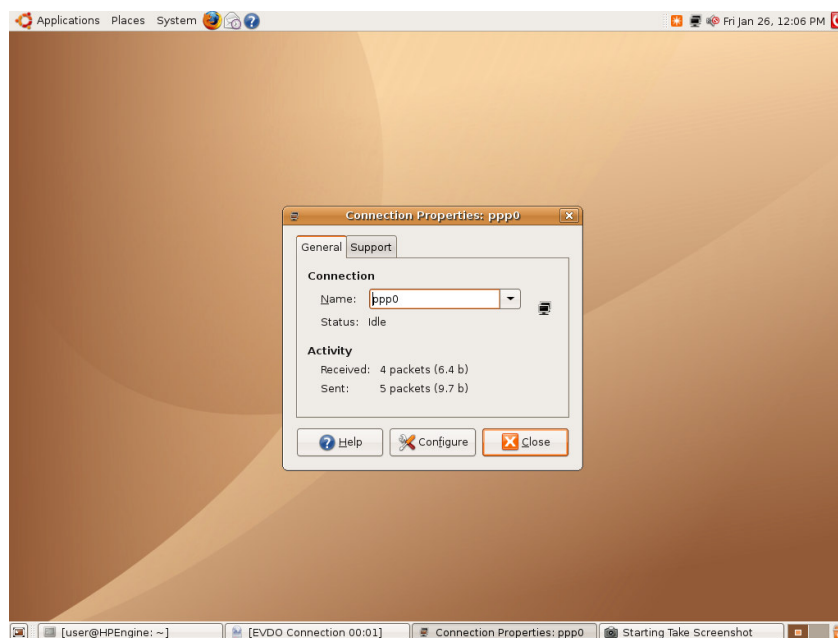 Applications Places System Fri Jan 26, 12:06 PM
Connection Properties: ppp0
General Support
Connection
Name: ppp0
Status: Idle
Activity
Received: 4 packets (6.4 b)
Sent: 5 packets (9.7 b)
Help Configure Close
[user@HPEngine: ~] [EVDO Connection 00:01] Connection Properties: ppp0 Starting Take Screenshot